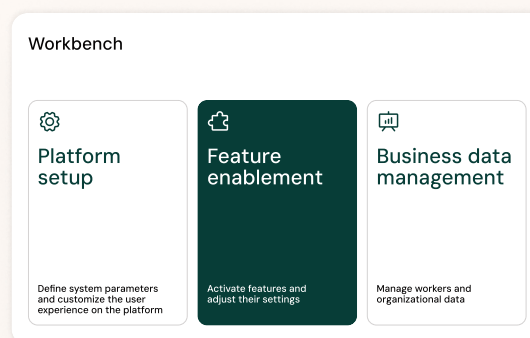 Workbench
Platform
setup
Define system parameters
and customize the user
experience on the platform
Feature
enablement
Activate features and
adjust their settings
Business data
management
Manage workers and
organizational data